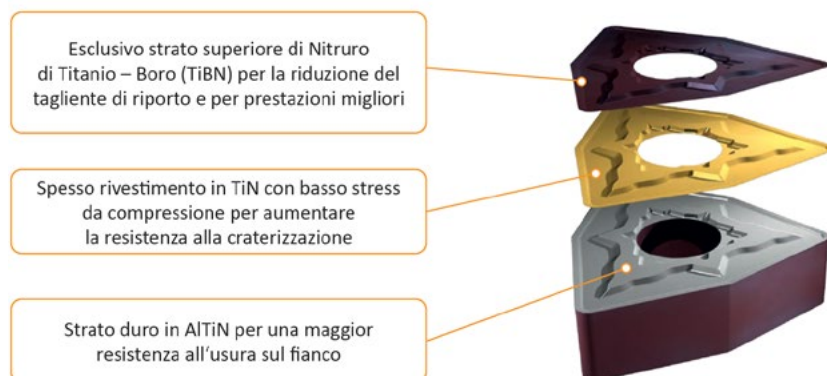 Esclusivo strato superiore di Nitruro
di Titanio – Boro (TiBN) per la riduzione del
tagliente di riporto e per prestazioni migliori
Spesso rivestimento in TiN con basso stress
da compressione per aumentare
la resistenza alla craterizzazione
Strato duro in AlTiN per una maggior
resistenza all'usura sul fianco